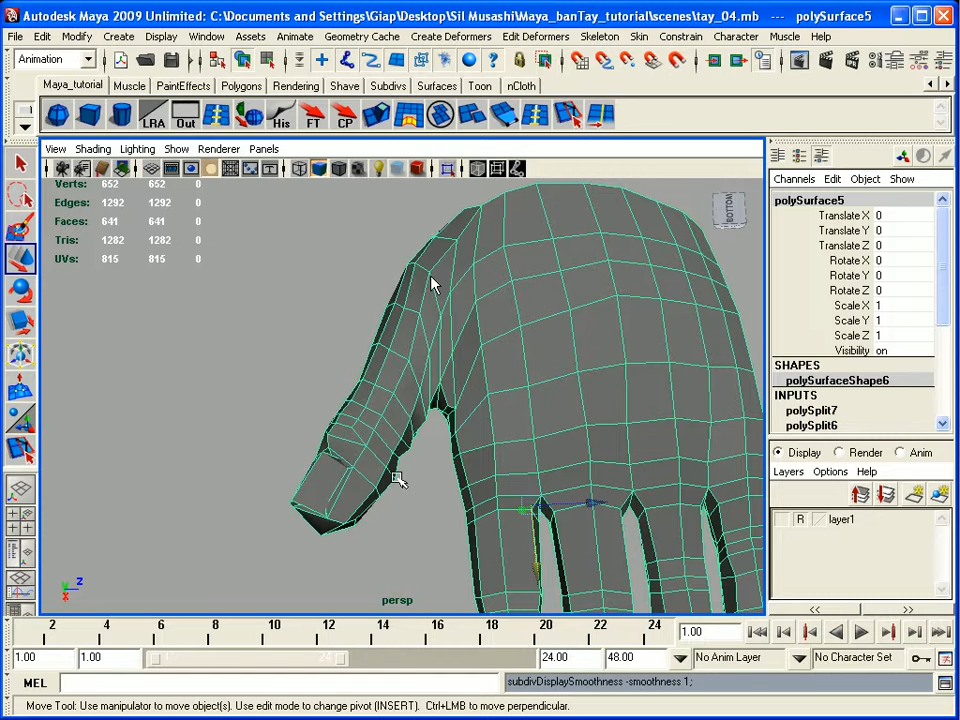 Autodesk Maya 2009 Unlimited: C:\Documents and Settings\Giap\Desktop\Sil Musashi\Maya_banTay_tutorial\scenes\tay_04.mb --- polySurface5
File Edit Modify Create Display Window Assets Animate Geometry Cache Create Deformers Edit Deformers Skeleton Skin Constrain Character Muscle Help
Animation
Maya_tutorial Muscle PaintEffects Polygons Rendering Shave Subdivs Surfaces Toon nCloth
LRA Out His FT CP
View Shading Lighting Show Renderer Panels
Channels Edit Object Show
Verts: 652 652 0
Edges: 1292 1292 0
Faces: 641 641 0
Tris: 1282 1282 0
UVs: 815 815 0
BOTTOM
polySurface5
Translate X 0
Translate Y 0
Translate Z 0
Rotate X 0
Rotate Y 0
Rotate Z 0
Scale X 1
Scale Y 1
Scale Z 1
Visibility on
SHAPES
polySurfaceShape6
INPUTS
polySplit7
polySplit6
Display Render Anim
Layers Options Help
R layer1
y z x
persp
2 4 6 8 10 12 14 16 18 20 22 24
1.00
1.00 1.00 24 24.00 48.00 No Anim Layer No Character Set
MEL subdivDisplaySmoothness -smoothness 1;
Move Tool: Use manipulator to move object(s). Use edit mode to change pivot (INSERT). Ctrl+LMB to move perpendicular.